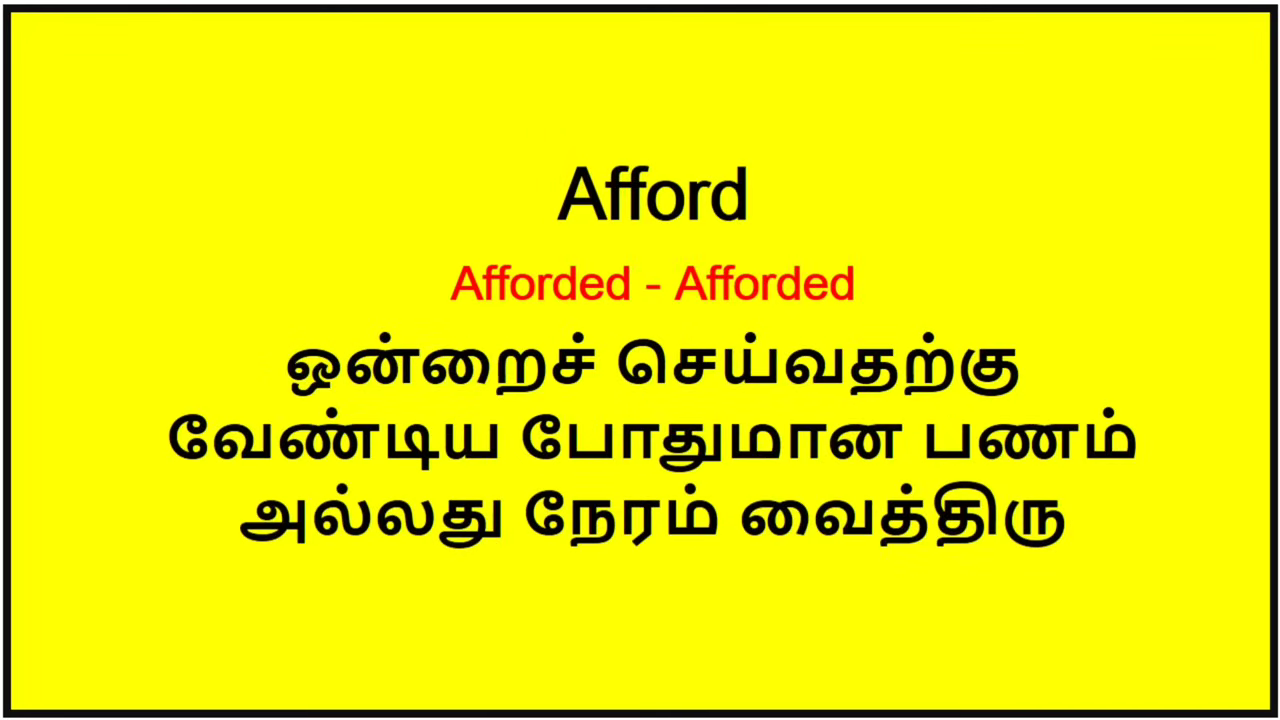 Afford
Afforded - Afforded
ஒன்றைச் செய்வதற்கு
வேண்டிய போதுமான பணம்
அல்லது நேரம் வைத்திரு